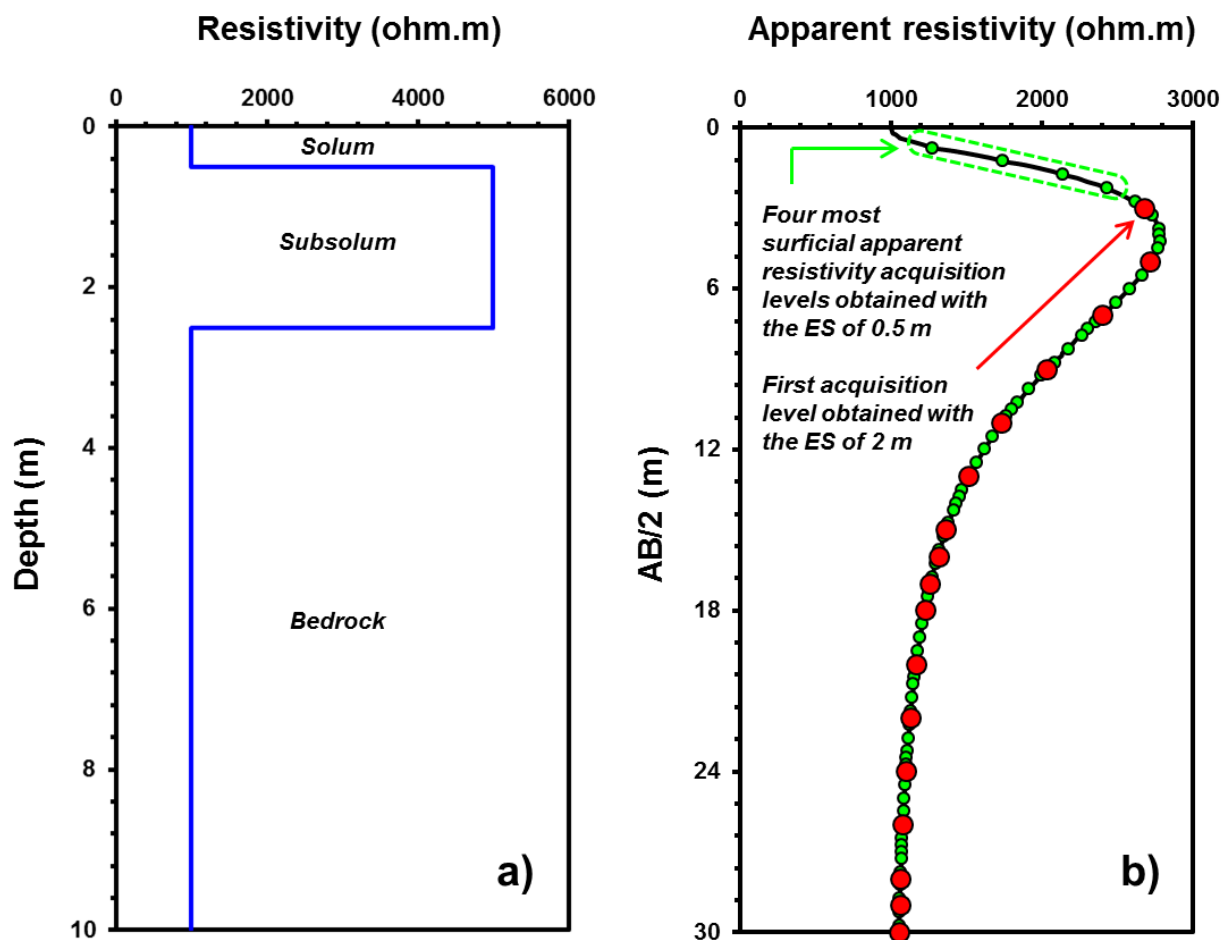 Resistivity (ohm.m)
0 2000 4000 6000
0
2
4
6
8
10
Depth (m)
Solum
Subsolum
Bedrock
a)
Apparent resistivity (ohm.m)
0 1000 2000 3000
0
6
12
18
24
30
AB/2 (m)
Four most
surficial apparent
resistivity acquisition
levels obtained with
the ES of 0.5 m
First acquisition
level obtained with
the ES of 2 m
b)